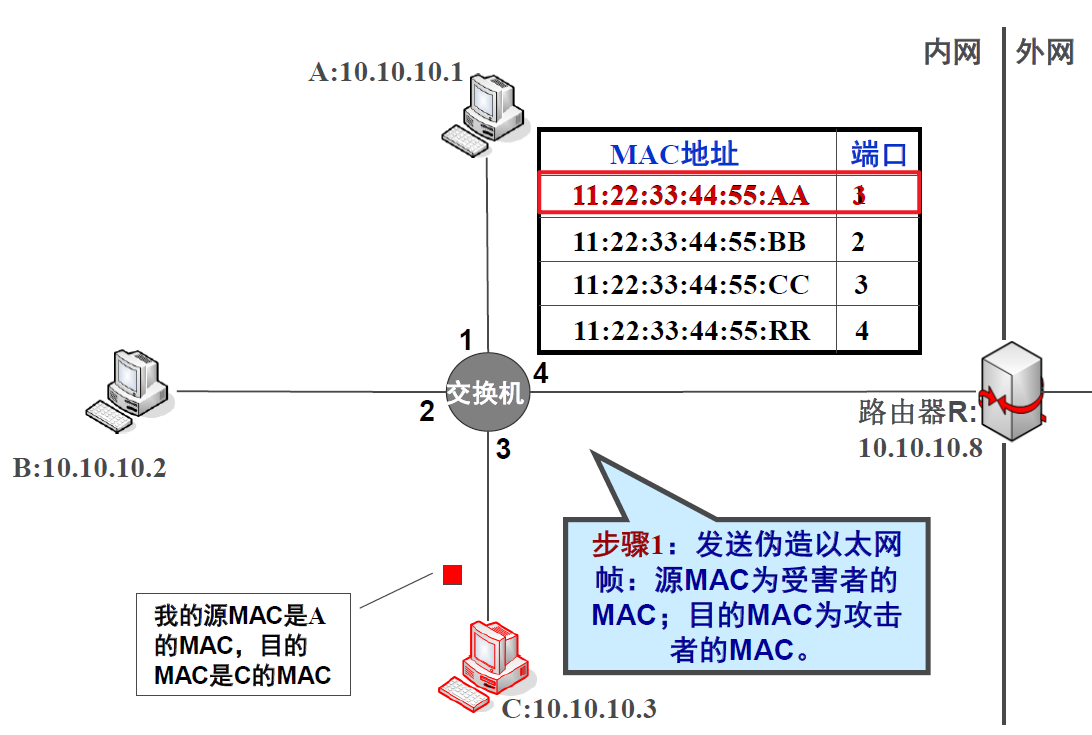 内网
外网
A:10.10.10.1
MAC地址 端口
11:22:33:44:55:AA
11:22:33:44:55:BB 2
11:22:33:44:55:CC 3
11:22:33:44:55:RR 4
1
4
交换机
2
3
路由器R:
10.10.10.8
B:10.10.10.2
步骤1：发送伪造以太网
帧：源MAC为受害者的
MAC；目的MAC为攻击
者的MAC。
我的源MAC是A
的MAC，目的
MAC是C的MAC
C:10.10.10.3